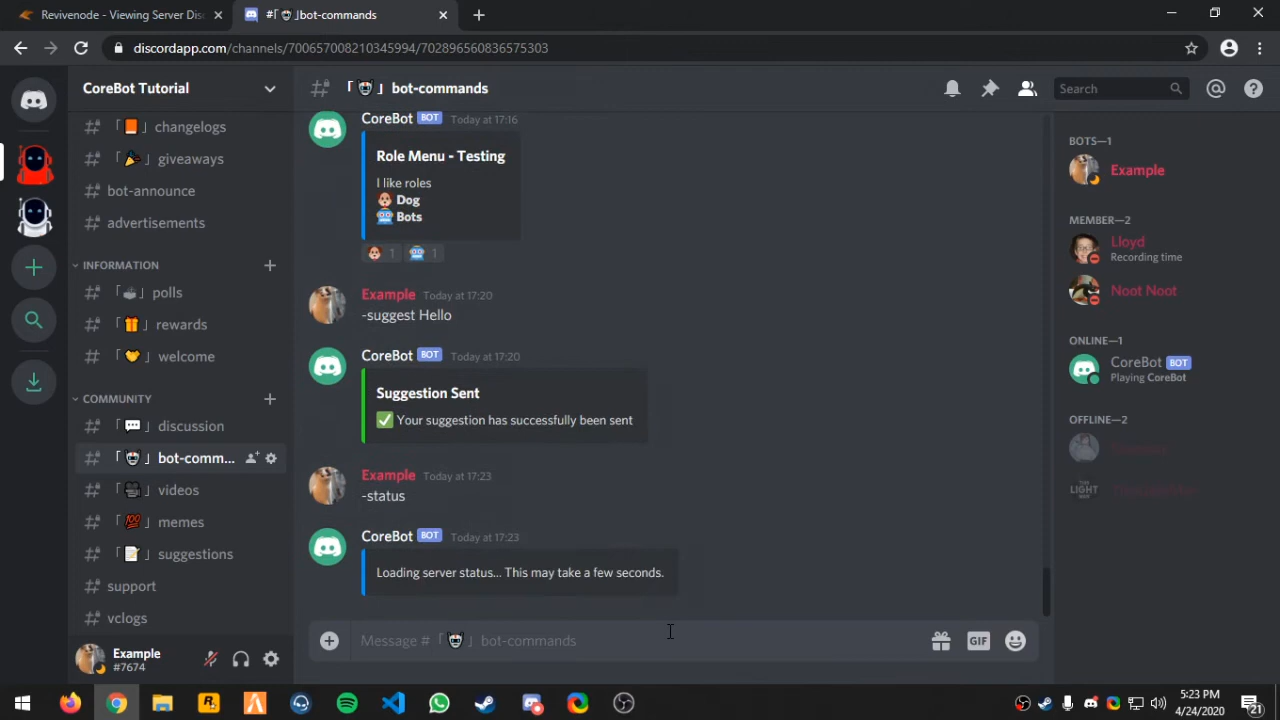 Revivenode - Viewing Server Dis
#「🤖」bot-commands
discordapp.com/channels/700657008210345994/702896560836575303
CoreBot Tutorial
「📕」changelogs
「🎉」giveaways
bot-announce
advertisements
INFORMATION
「🗳️」polls
「🎁」rewards
「🤝」welcome
COMMUNITY
「💬」discussion
「🤖」bot-comm...
「🎥」videos
「💯」memes
「📝」suggestions
support
vclogs
Example
#7674
「🤖」bot-commands
Search
CoreBot BOT Today at 17:16
Role Menu - Testing
I like roles
🐶 Dog
🤖 Bots
🐶 1 🤖 1
Example Today at 17:20
-suggest Hello
CoreBot BOT Today at 17:20
Suggestion Sent
✅ Your suggestion has successfully been sent
Example Today at 17:23
-status
CoreBot BOT Today at 17:23
Loading server status... This may take a few seconds.
Message #「🤖」bot-commands
GIF
BOTS—1
Example
MEMBER—2
Lloyd
Recording time
Noot Noot
ONLINE—1
CoreBot BOT
Playing CoreBot
OFFLINE—2
LIGHT
5:23 PM
4/24/2020
21